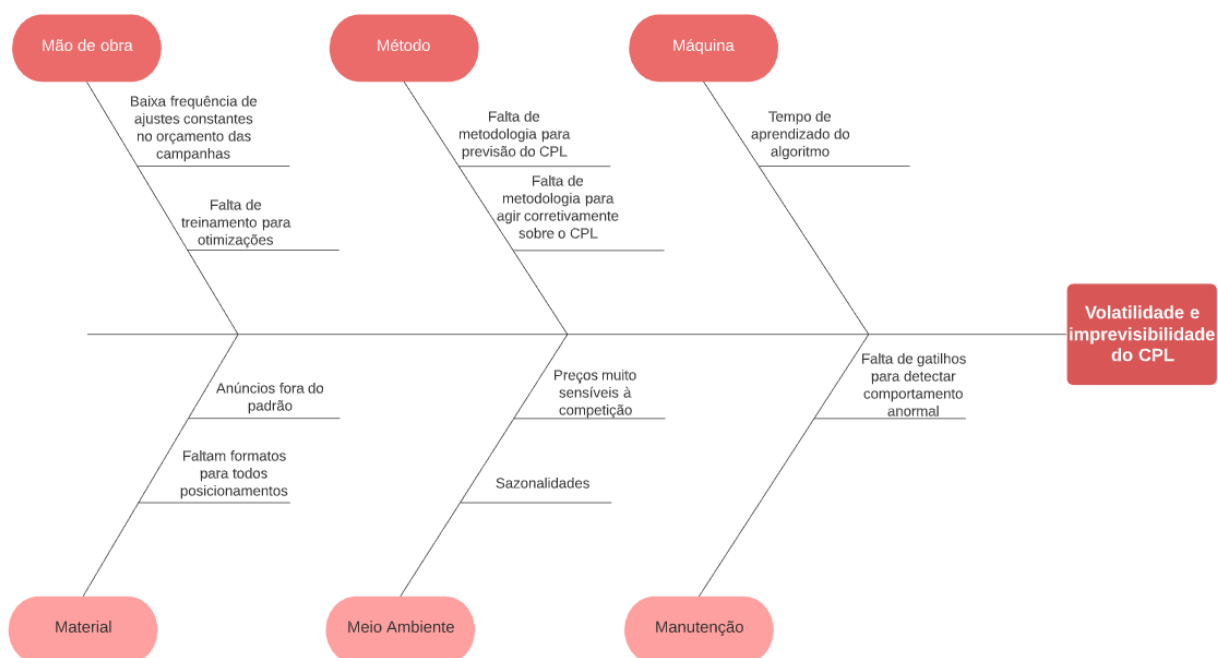 Mão de obra
Método
Máquina
Baixa frequência de
ajustes constantes
no orçamento das
campanhas
Falta de
metodologia para
previsão do CPL
Tempo de
aprendizado do
algoritmo
Falta de
treinamento para
otimizações
Falta de
metodologia para
agir corretivamente
sobre o CPL
Volatilidade e
imprevisibilidade
do CPL
Anúncios fora do
padrão
Preços muito
sensíveis à
competição
Falta de gatilhos
para detectar
comportamento
anormal
Faltam formatos
para todos
posicionamentos
Sazonalidades
Material
Meio Ambiente
Manutenção